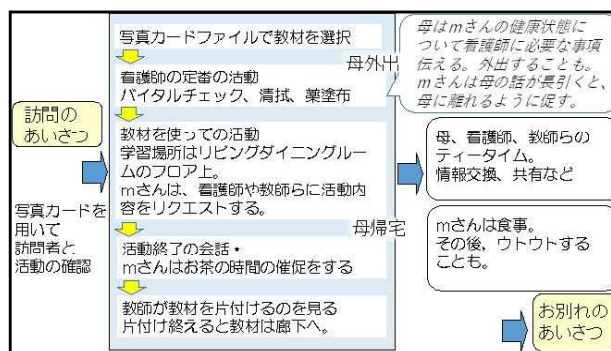 訪問の
あいさつ
写真カードを
用いて
訪問者と
活動の確認
写真カードファイルで教材を選択
母外出
看護師の定番の活動
バイタルチェック、清拭、薬塗布
教材を使っての活動
学習場所はリビングダイニングルー
ムのフロア上。
mさんは、看護師や教師らに活動内
容をリクエストする。
母帰宅
活動終了の会話・
mさんはお茶の時間の催促をする
教師が教材を片付けるのを見る
片付け終えると教材は廊下へ。
母はmさんの健康状態に
ついて看護師に必要な事項
伝える。外出することも。
mさんは母の話が長引くと、
母に離れるように促す。
母、看護師、教師らの
ティータイム。
情報交換、共有など
mさんは食事。
その後、ウトウトする
ことも。
お別れの
あいさつ